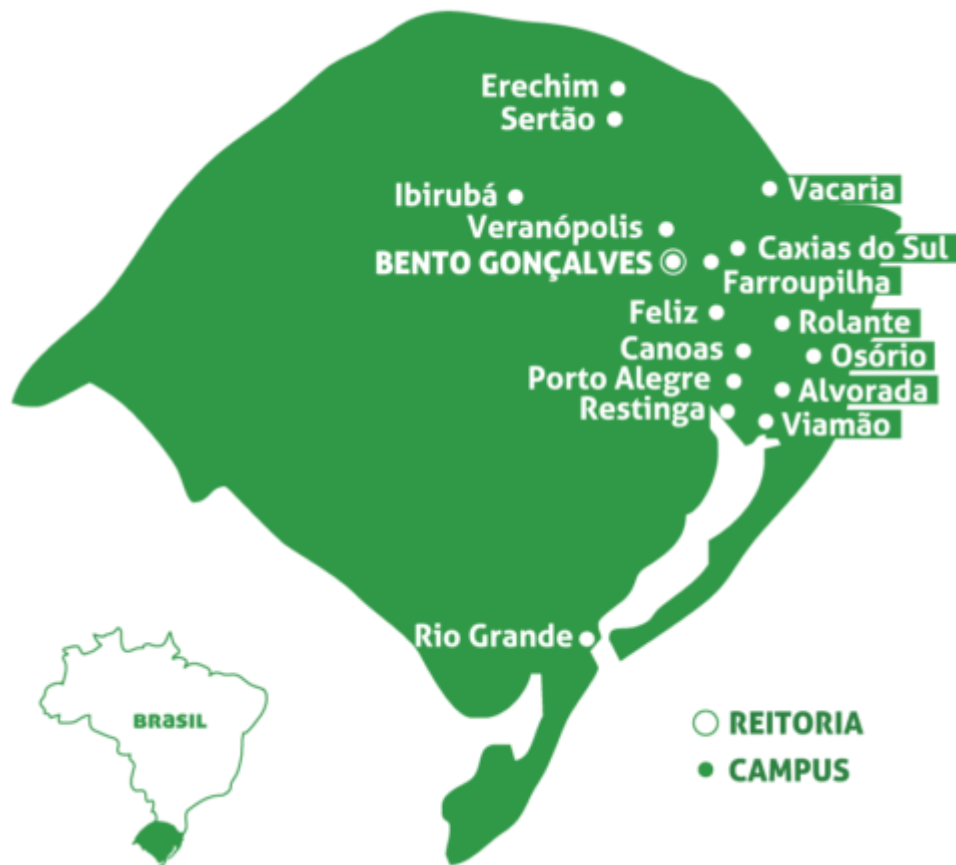 Erechim
Sertão
Vacaria
Ibirubá
Veranópolis
Caxias do Sul
BENTO GONÇALVES
Farroupilha
Feliz
Rolante
Canoas
Osório
Porto Alegre
Alvorada
Restinga
Viamão
Rio Grande
BRASIL
REITORIA
CAMPUS